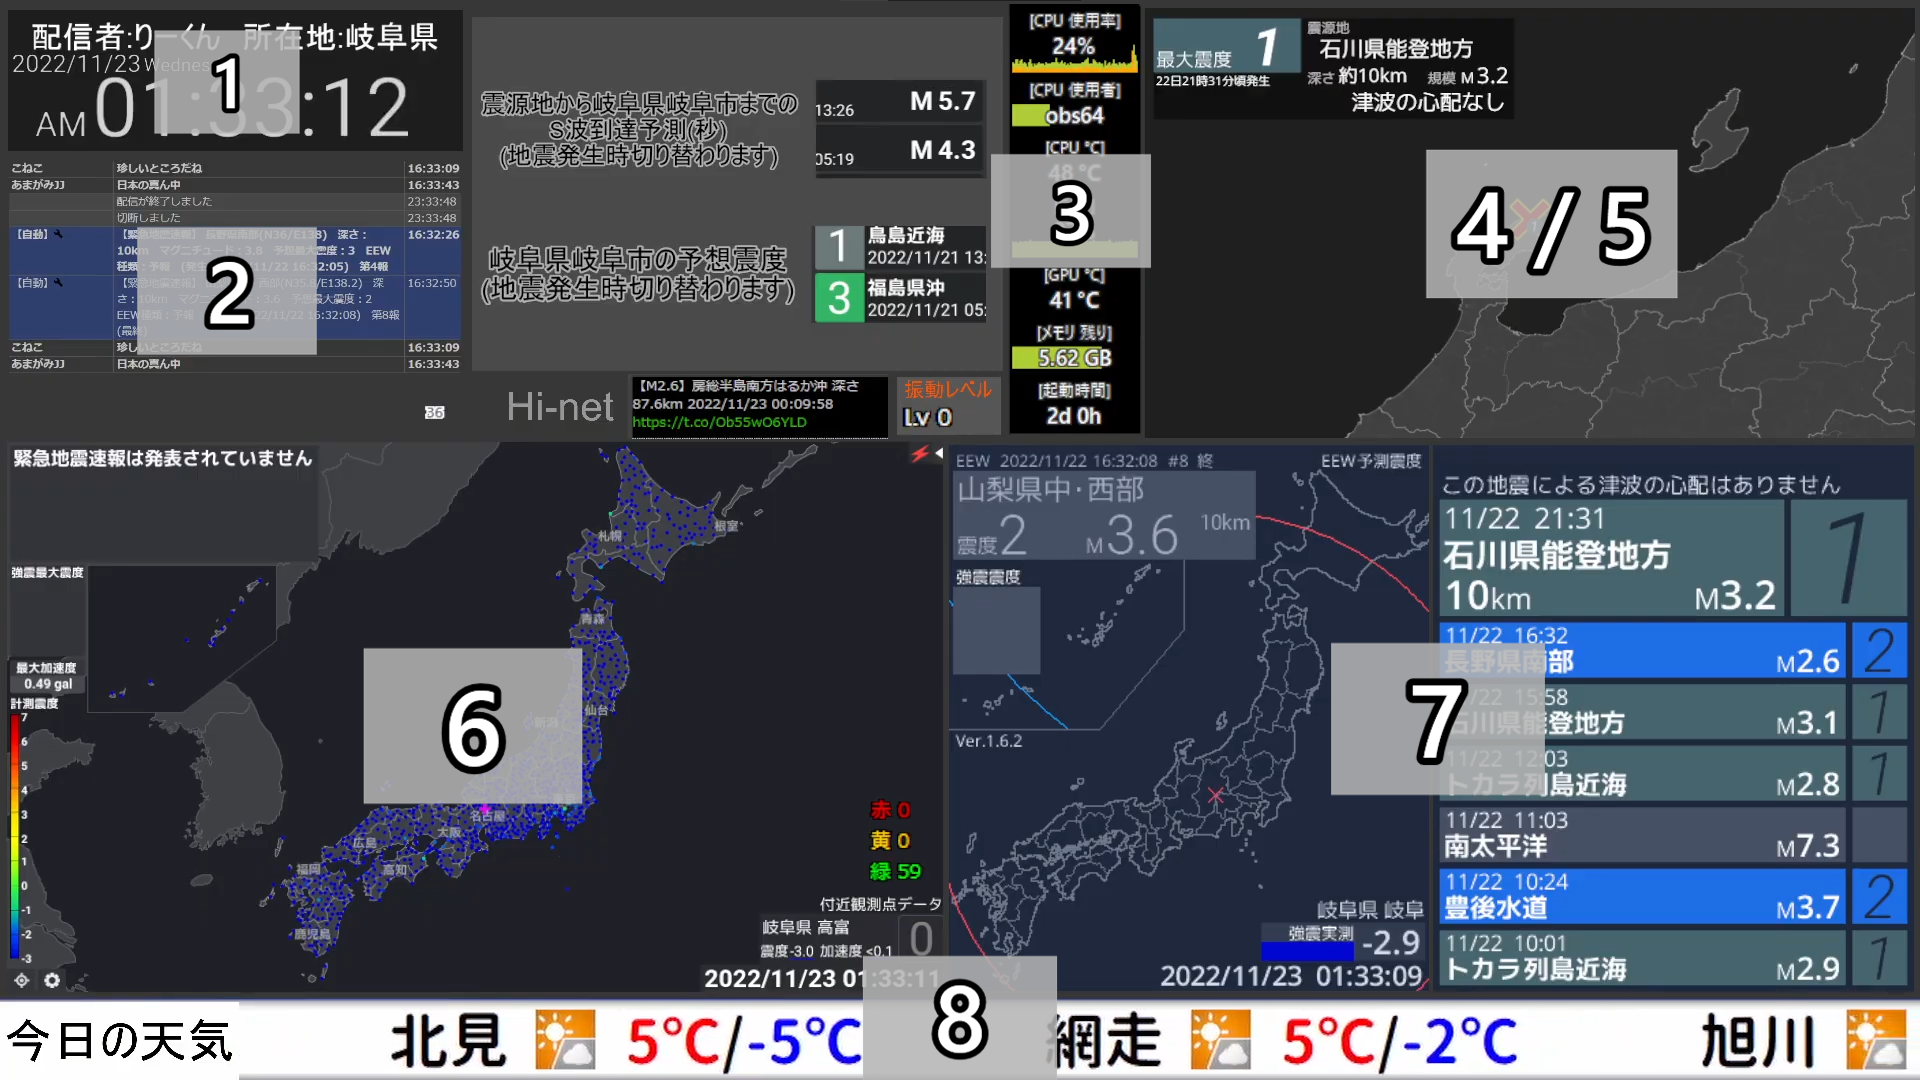 配信者:りーくん 所在地:岐阜県
2022/11/23 Wednes
AM 01:33:12
1
こねこ 珍しいところだね 16:33:09
あまがみJJ 日本の真ん中 16:33:43
配信が終了しました 23:33:48
切断しました 23:33:48
【自動】 【緊急地震速報】 長野県南部(N36/E138) 深さ: 16:32:26
10km マグニチュード:3.8 予想最大震度:3 EEW
種類:予報 11/22 16:32:05) 第4報
【自動】 西部(N35.6/E138.2) 深 16:32:50
さ:10km マグニ :3.6 予想最大震度:2
EEW種類:予報 11/22 16:32:08) 第8報
(最終)
2
こねこ 珍しいところだね 16:33:09
あまがみJJ 日本の真ん中 16:33:43
36
震源地から岐阜県岐阜市までの
S波到達予測(秒)
(地震発生時切り替わります)
13:26 M 5.7
05:19 M 4.3
岐阜県岐阜市の予想震度
(地震発生時切り替わります)
1 鳥島近海
2022/11/21 13:
3 福島県沖
2022/11/21 05:
Hi-net
【M2.6】房総半島南方はるか沖 深さ
87.6km 2022/11/23 00:09:58
https://t.co/Ob55wO6YLD
振動レベル
Lv 0
[CPU 使用率]
24%
[CPU 使用者]
obs64
[CPU ℃]
48 ℃
3
[GPU ℃]
41 ℃
[メモリ 残り]
5.62 GB
[起動時間]
2d 0h
最大震度 1
22日21時31分頃発生
震源地
石川県能登地方
深さ 約10km 規模 M 3.2
津波の心配なし
4 / 5
緊急地震速報は発表されていません
強震最大震度
最大加速度
0.49 gal
計測震度
7
6
5
4
3
2
1
0
-1
-2
-3
札幌
根室
青森
仙台
新潟
名古屋
大阪
広島
高知
福岡
鹿児島
6
赤 0
黄 0
緑 59
付近観測点データ
岐阜県 高富
震度-3.0 加速度<0.1
0
2022/11/23 01:33:11
EEW 2022/11/22 16:32:08 #8 終
EEW予測震度
山梨県中・西部
震度2 M3.6 10km
強震震度
Ver.1.6.2
岐阜県 岐阜
強震実測 -2.9
2022/11/23 01:33:09
7
この地震による津波の心配はありません
11/22 21:31
石川県能登地方
10km M3.2
1
11/22 16:32
長野県南部 M2.6
2
/22 15:58
石川県能登地方 M3.1
1
12:03
トカラ列島近海 M2.8
1
11/22 11:03
南太平洋 M7.3
11/22 10:24
豊後水道 M3.7
2
11/22 10:01
トカラ列島近海 M2.9
1
今日の天気 北見 5℃/-5℃ 8 網走 5℃/-2℃ 旭川